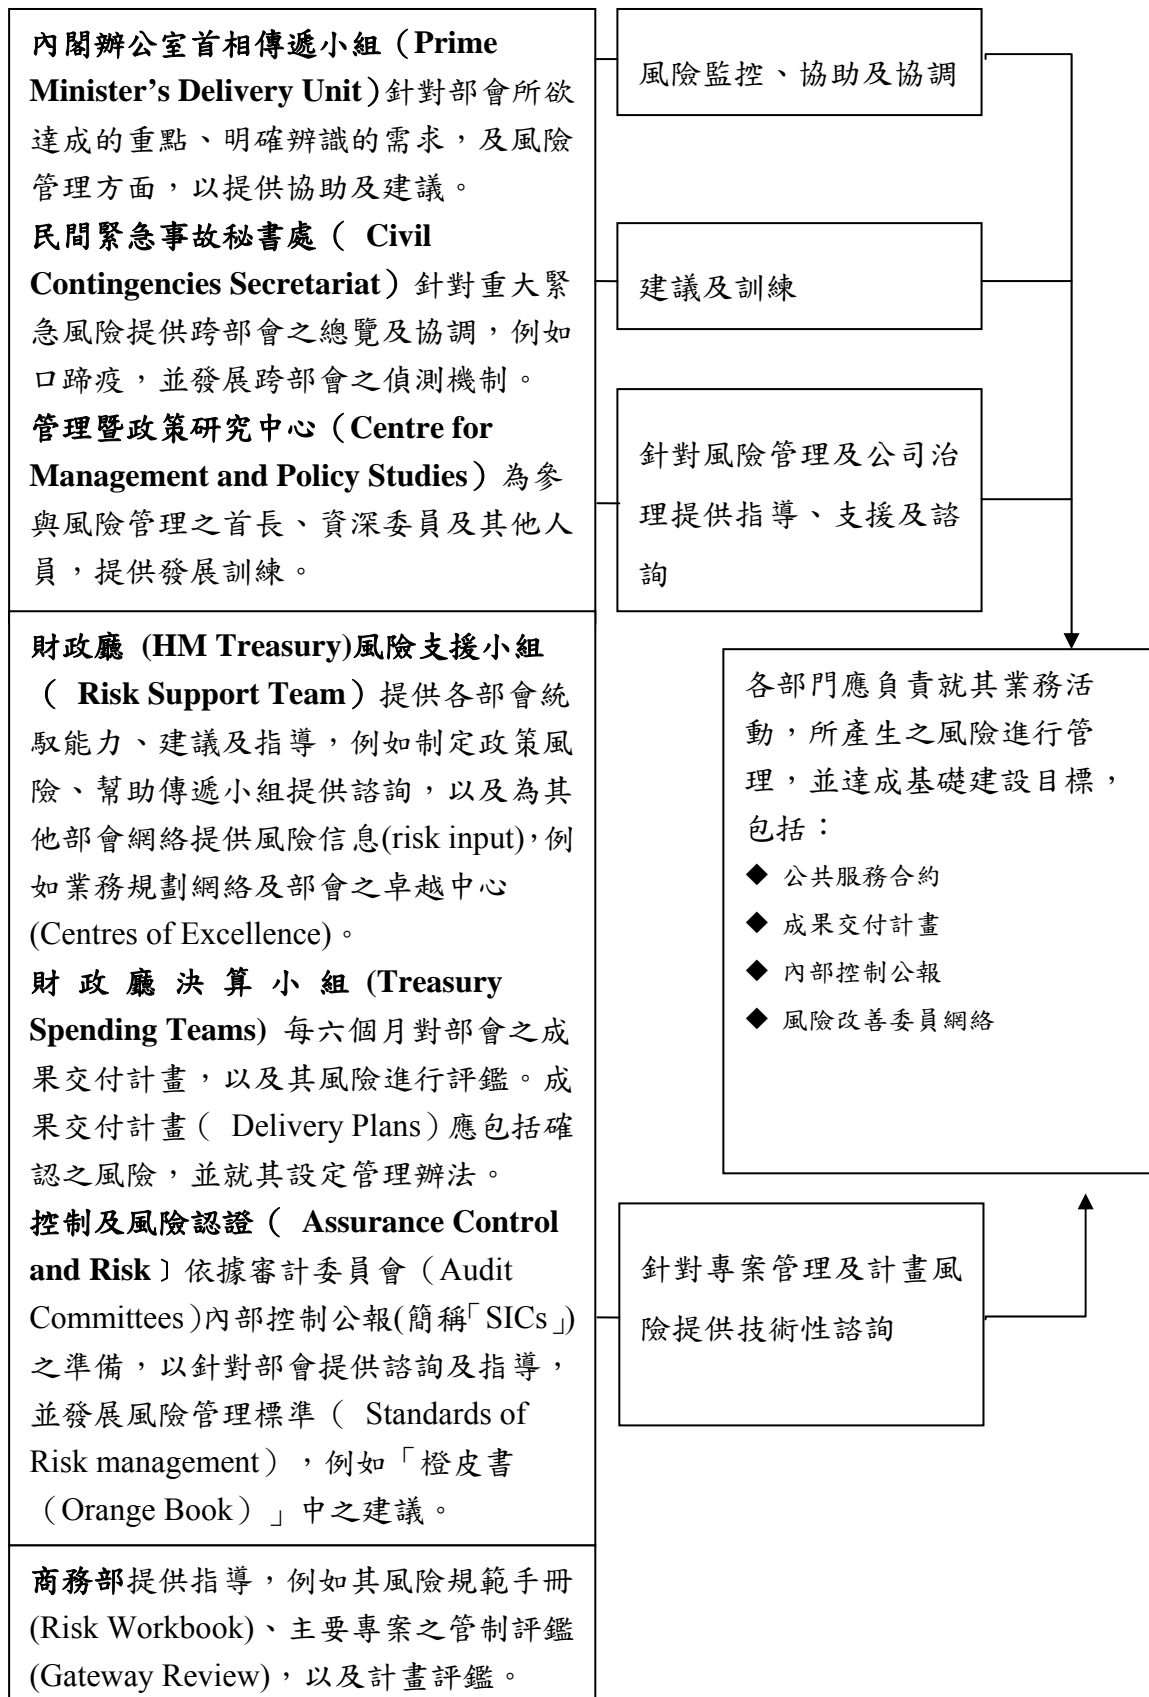 內閣辦公室首相傳遞小組（Prime
Minister’s Delivery Unit）針對部會所欲
達成的重點、明確辨識的需求，及風險
管理方面，以提供協助及建議。
民間緊急事故秘書處（ Civil
Contingencies Secretariat）針對重大緊
急風險提供跨部會之總覽及協調，例如
口蹄疫，並發展跨部會之偵測機制。
管理暨政策研究中心（Centre for
Management and Policy Studies）為參
與風險管理之首長、資深委員及其他人
員，提供發展訓練。
財政廳 (HM Treasury)風險支援小組
（ Risk Support Team）提供各部會統
馭能力、建議及指導，例如制定政策風
險、幫助傳遞小組提供諮詢，以及為其
他部會網絡提供風險信息(risk input)，例
如業務規劃網絡及部會之卓越中心
(Centres of Excellence)。
財政廳決算小組 (Treasury
Spending Teams) 每六個月對部會之成
果交付計畫，以及其風險進行評鑑。成
果交付計畫（ Delivery Plans）應包括確
認之風險，並就其設定管理辦法。
控制及風險認證（ Assurance Control
and Risk〕依據審計委員會（Audit
Committees）內部控制公報(簡稱「SICs」)
之準備，以針對部會提供諮詢及指導，
並發展風險管理標準（ Standards of
Risk management），例如「橙皮書
（Orange Book）」中之建議。
商務部提供指導，例如其風險規範手冊
(Risk Workbook)、主要專案之管制評鑑
(Gateway Review)，以及計畫評鑑。
風險監控、協助及協調
建議及訓練
針對風險管理及公司治
理提供指導、支援及諮
詢
針對專案管理及計畫風
險提供技術性諮詢
各部門應負責就其業務活
動，所產生之風險進行管
理，並達成基礎建設目標，
包括：
◆ 公共服務合約
◆ 成果交付計畫
◆ 內部控制公報
◆ 風險改善委員網絡